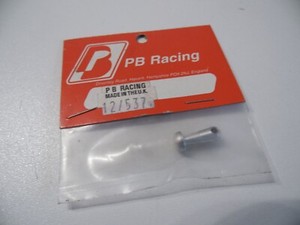 PB Racing
P B RACING
MADE IN THE U.K.
12/537